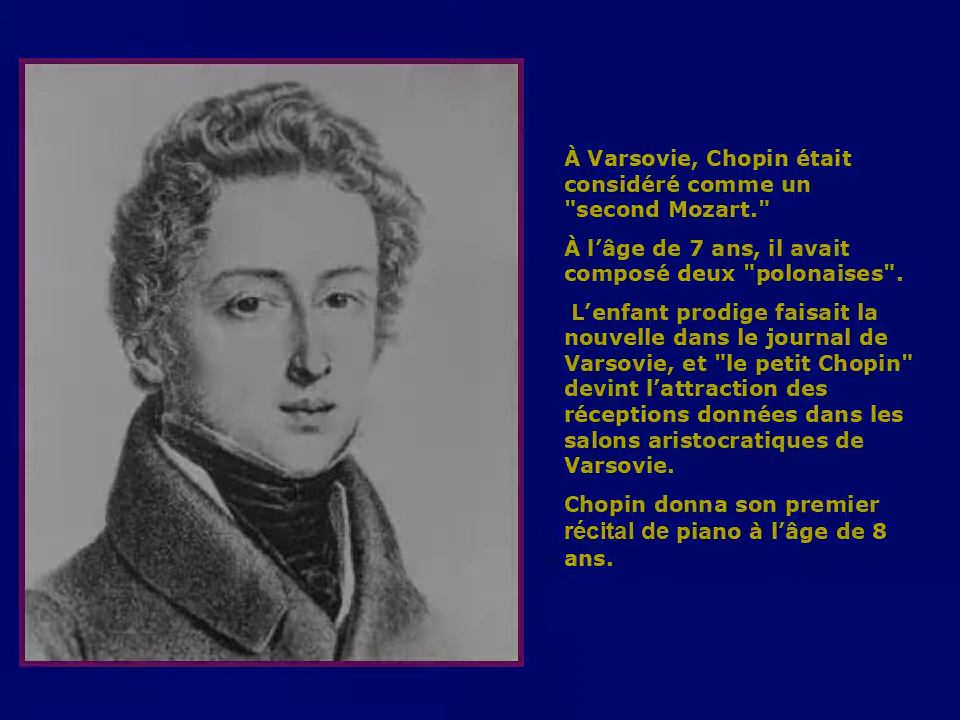 À Varsovie, Chopin était
considéré comme un
"second Mozart."
À l’âge de 7 ans, il avait
composé deux "polonaises".
L’enfant prodige faisait la
nouvelle dans le journal de
Varsovie, et "le petit Chopin"
devint l’attraction des
réceptions données dans les
salons aristocratiques de
Varsovie.
Chopin donna son premier
récital de piano à l’âge de 8
ans.